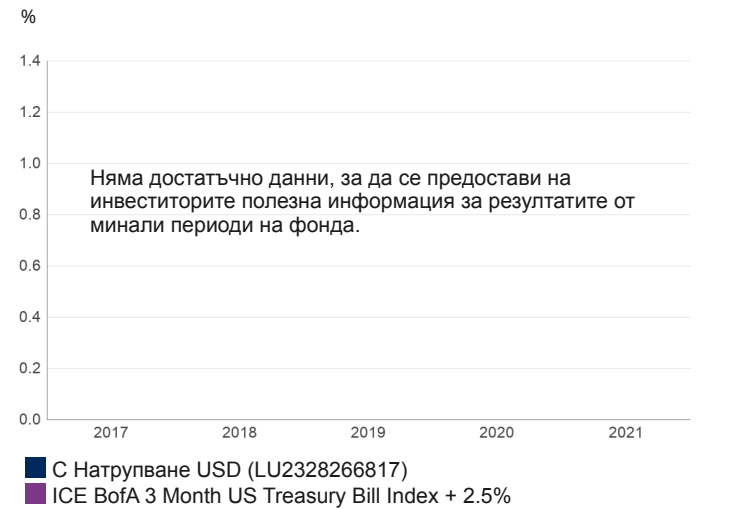 %
1.4
1.2
1.0
Няма достатъчно данни, за да се предостави на
инвеститорите полезна информация за резултатите от
минали периоди на фонда.
0.8
0.6
0.4
0.2
0.0
2017 2018 2019 2020 2021
С Натрупване USD (LU2328266817)
ICE BofA 3 Month US Treasury Bill Index + 2.5%